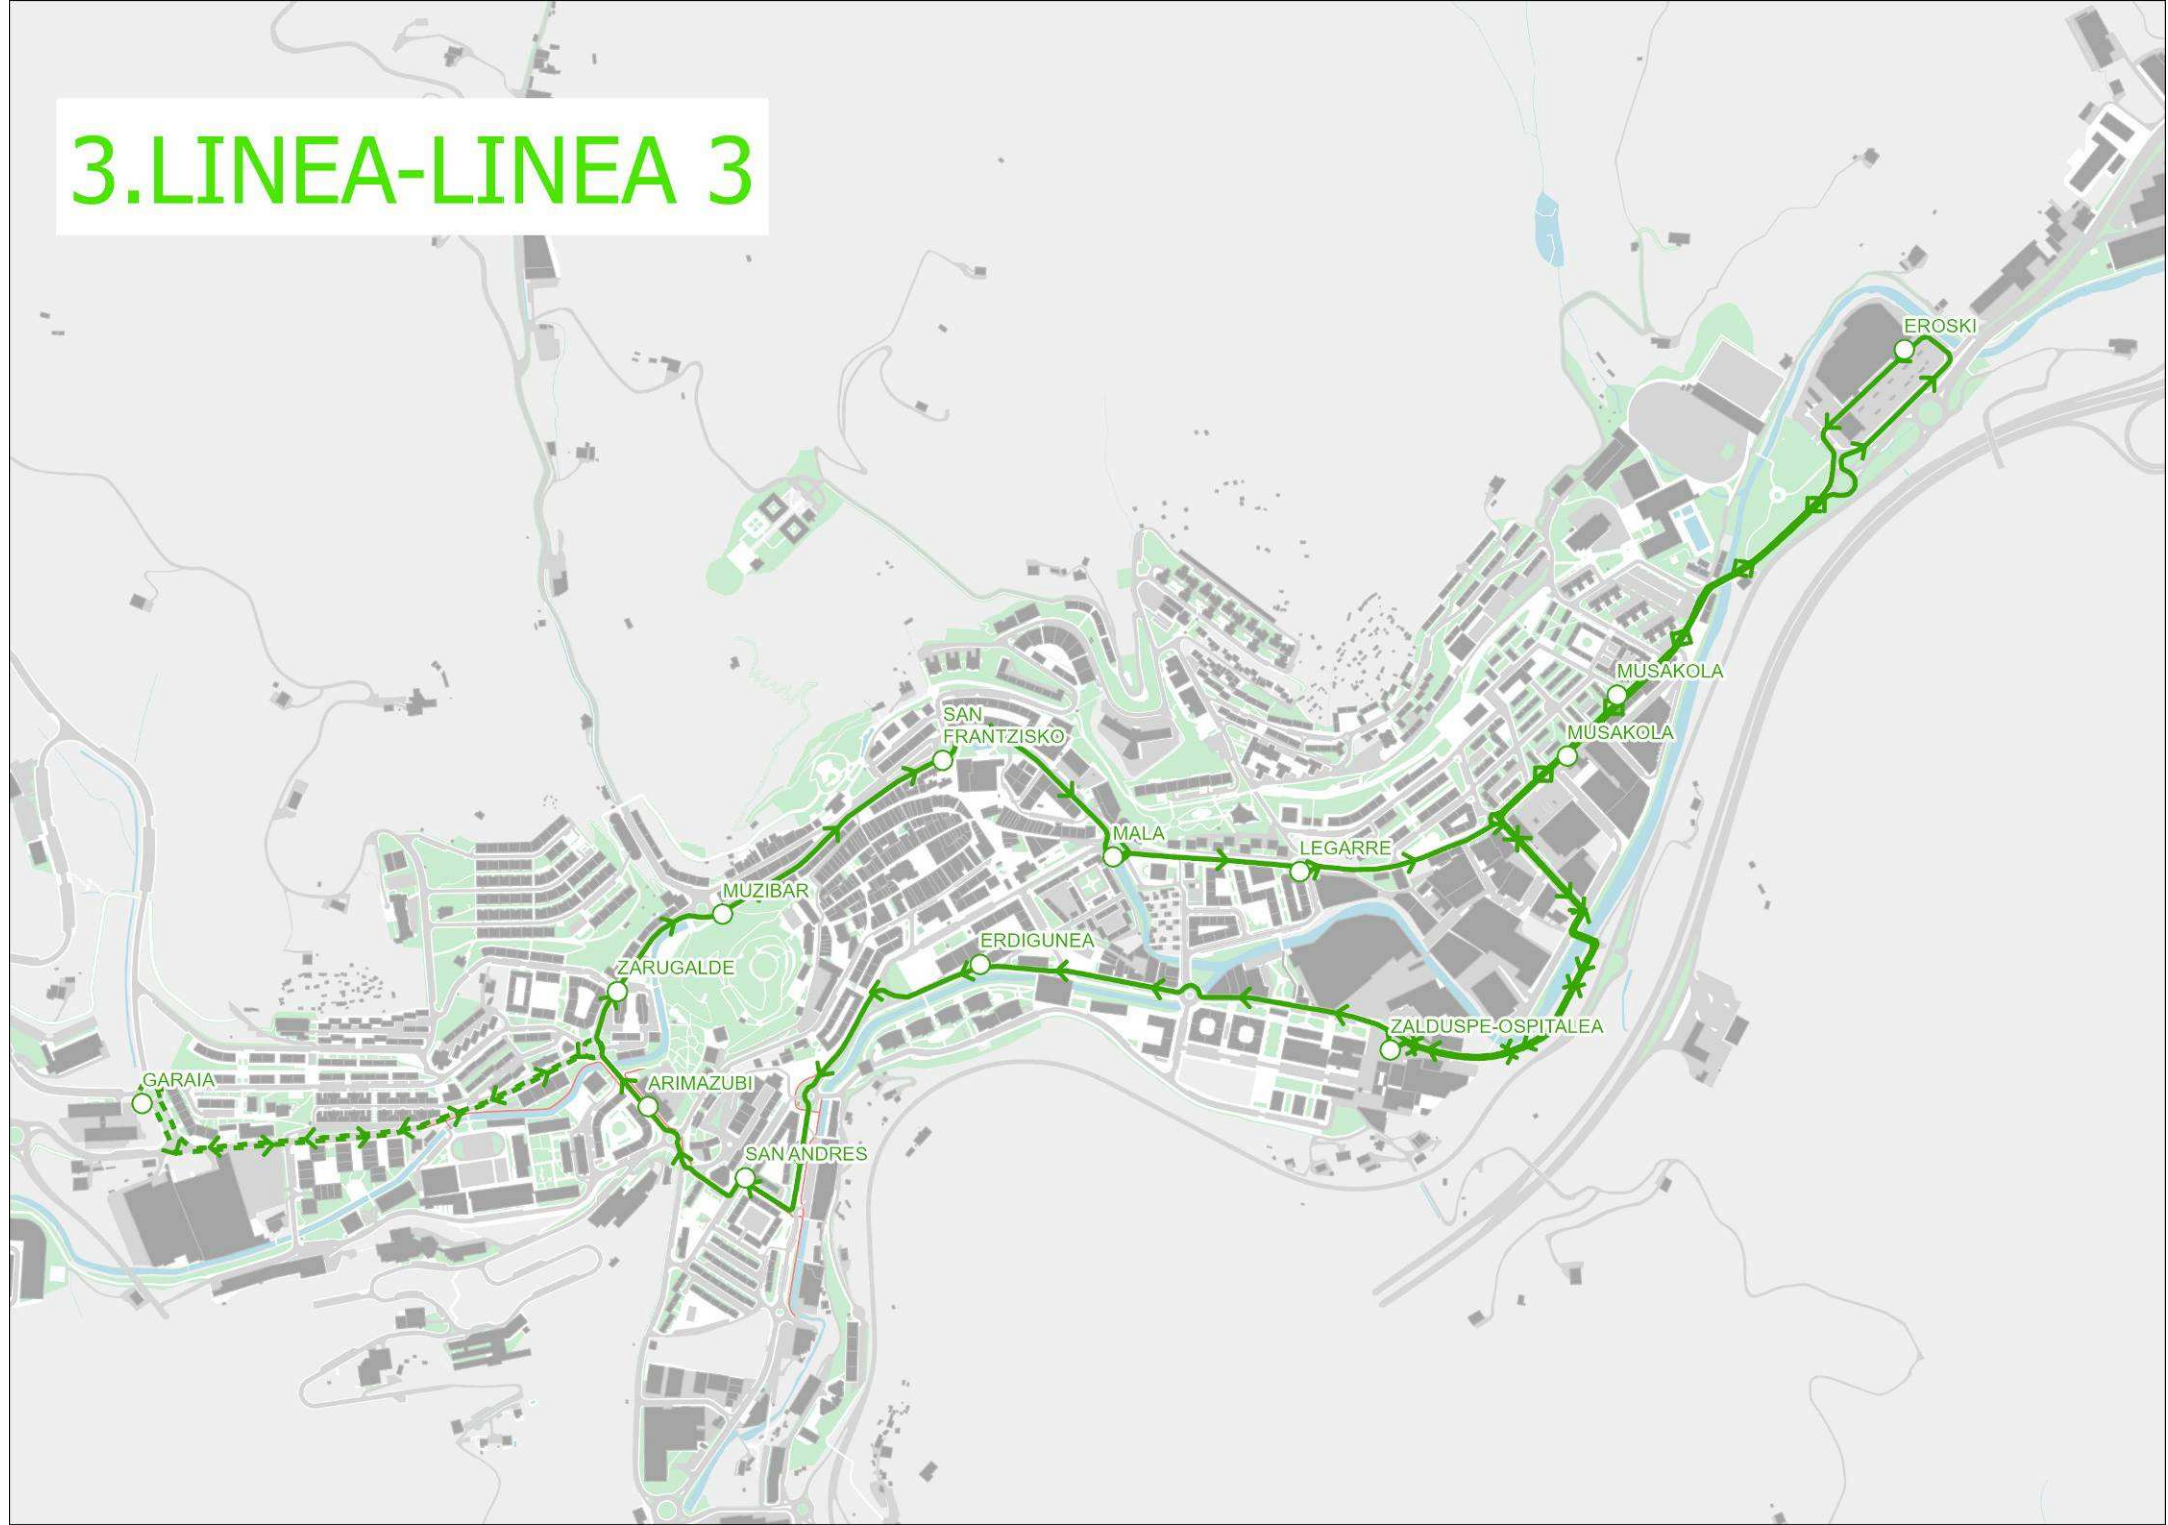 3.LINEA-LINEA 3
EROSKI
MUSAKOLA
SAN
FRANTZISKO
MUSAKOLA
MALA
LEGARRE
MUZIBAR
ERDIGUNEA
ZARUGALDE
ZALDUSPE-OSPITALEA
GARAIA
ARIMAZUBI
SAN ANDRES